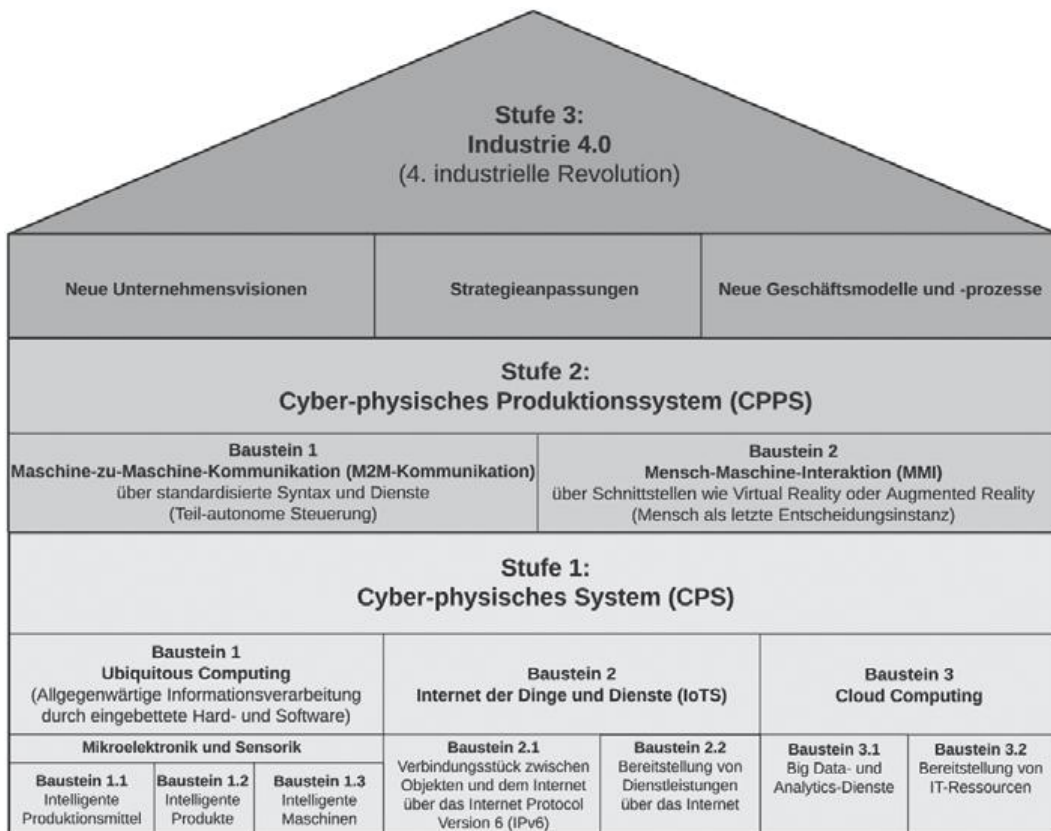 Stufe 3:
Industrie 4.0
(4. industrielle Revolution)
Neue Unternehmensvisionen
Strategieanpassungen
Neue Geschäftsmodelle und -prozesse
Stufe 2:
Cyber-physisches Produktionssystem (CPPS)
Baustein 1
Maschine-zu-Maschine-Kommunikation (M2M-Kommunikation)
über standardisierte Syntax und Dienste
(Teil-autonome Steuerung)
Baustein 2
Mensch-Maschine-Interaktion (MMI)
über Schnittstellen wie Virtual Reality oder Augmented Reality
(Mensch als letzte Entscheidungsinstanz)
Stufe 1:
Cyber-physisches System (CPS)
Baustein 1
Ubiquitous Computing
(Allgegenwärtige Informationsverarbeitung
durch eingebettete Hard- und Software)
Baustein 2
Internet der Dinge und Dienste (IoTS)
Baustein 3
Cloud Computing
Mikroelektronik und Sensorik
Baustein 1.1
Intelligente
Produktionsmittel
Baustein 1.2
Intelligente
Produkte
Baustein 1.3
Intelligente
Maschinen
Baustein 2.1
Verbindungsstück zwischen
Objekten und dem Internet
über das Internet Protocol
Version 6 (IPv6)
Baustein 2.2
Bereitstellung von
Dienstleistungen
über das Internet
Baustein 3.1
Big Data- und
Analytics-Dienste
Baustein 3.2
Bereitstellung von
IT-Ressourcen